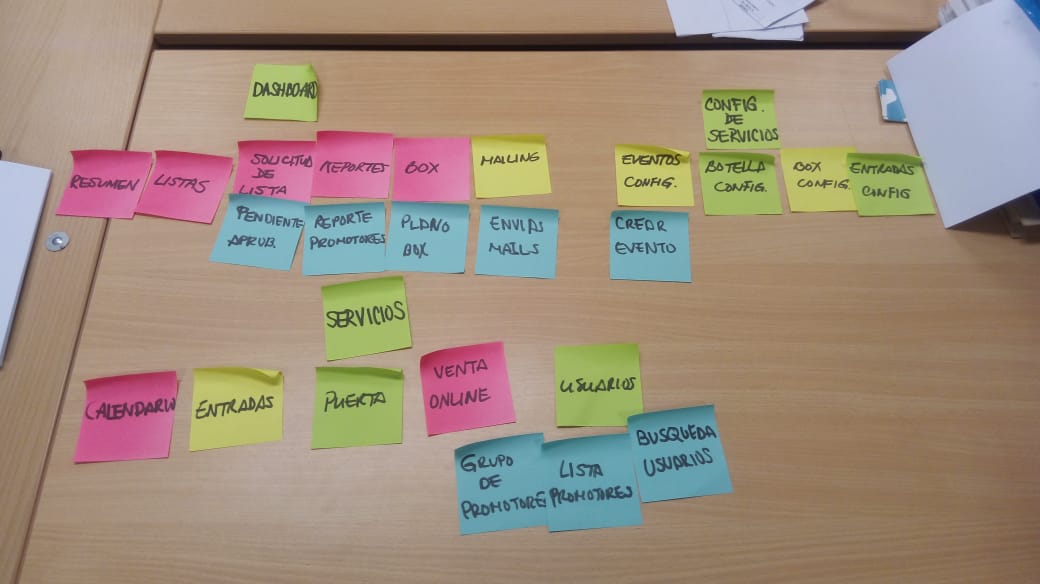 DASHBOARD
CONFIG.
DE
SERVICIOS
RESUMEN
LISTAS
SOLICITUD
DE
LISTA
REPORTES
BOX
MAILING
EVENTOS
CONFIG.
BOTELLA
CONFIG.
BOX
CONFIG.
ENTRADAS
CONFIG
PENDIENTE
APROB.
REPORTE
PROMOTORES
PLANO
BOX
ENVIAS
MAILS
CREAR
EVENTO
SERVICIOS
CALENDARIO
ENTRADAS
PUERTA
VENTA
ONLINE
USUARIOS
GRUPO
DE
PROMOTORE
LISTA
PROMOTORES
BUSQUEDA
USUARIOS